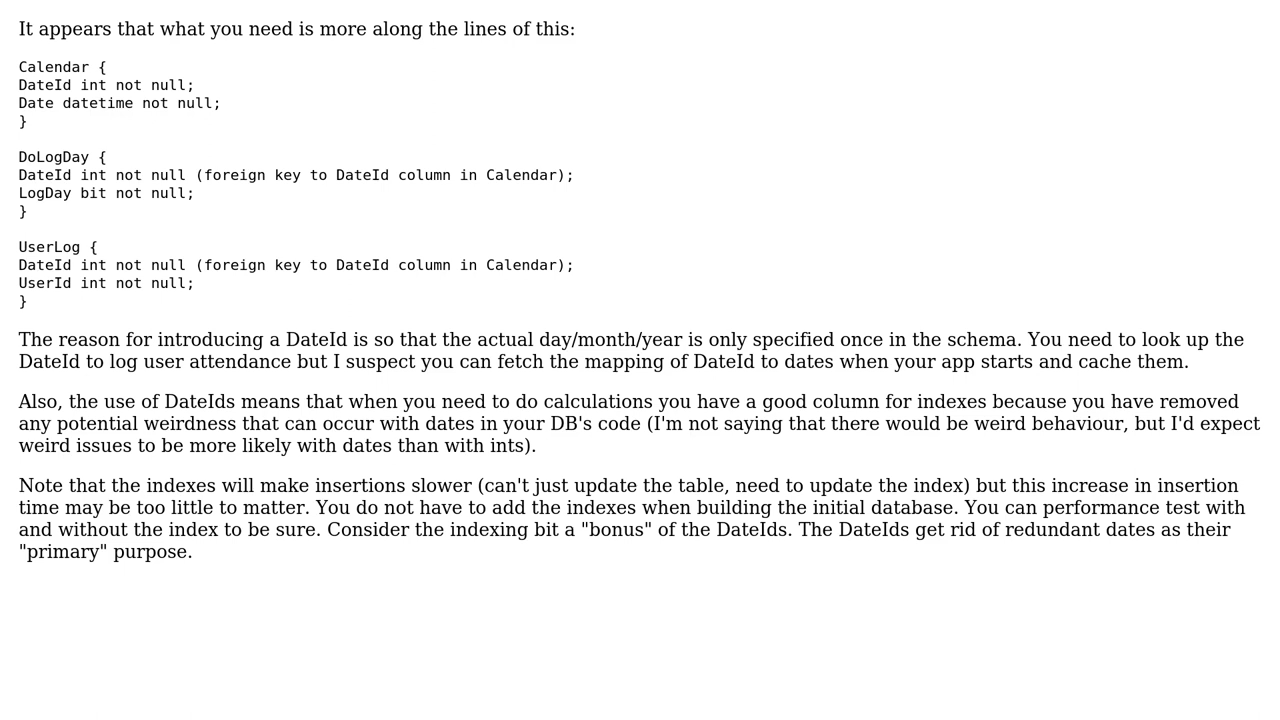 It appears that what you need is more along the lines of this:
Calendar {
DateId int not null;
Date datetime not null;
}
DoLogDay {
DateId int not null (foreign key to DateId column in Calendar);
LogDay bit not null;
}
UserLog {
DateId int not null (foreign key to DateId column in Calendar);
UserId int not null;
}
The reason for introducing a DateId is so that the actual day/month/year is only specified once in the schema. You need to look up the
DateId to log user attendance but I suspect you can fetch the mapping of DateId to dates when your app starts and cache them.
Also, the use of DateIds means that when you need to do calculations you have a good column for indexes because you have removed
any potential weirdness that can occur with dates in your DB's code (I'm not saying that there would be weird behaviour, but I'd expect
weird issues to be more likely with dates than with ints).
Note that the indexes will make insertions slower (can't just update the table, need to update the index) but this increase in insertion
time may be too little to matter. You do not have to add the indexes when building the initial database. You can performance test with
and without the index to be sure. Consider the indexing bit a "bonus" of the DateIds. The DateIds get rid of redundant dates as their
"primary" purpose.